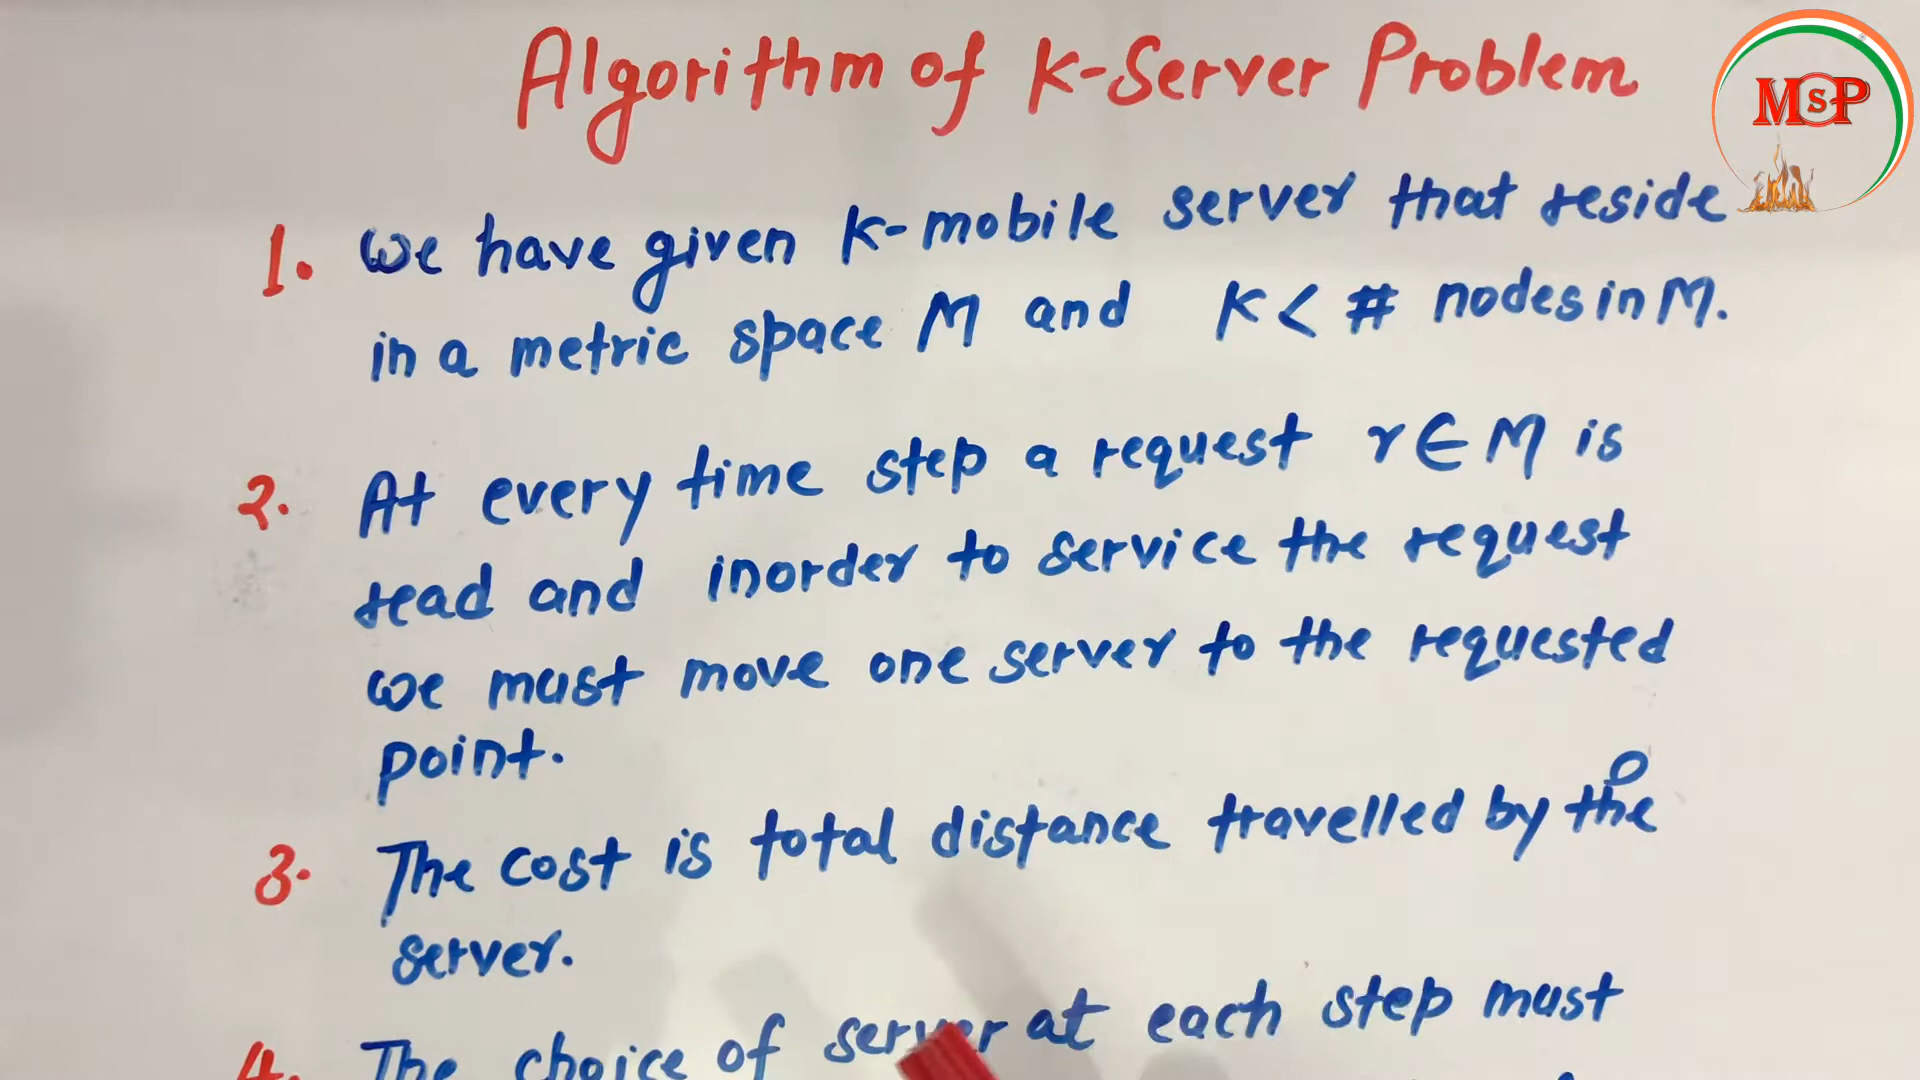 Algorithm of K-Server Problem
MSP
1. We have given K-mobile server that reside
in a metric space M and K < # nodes in M.
2. At every time step a request r ∈ M is
read and inorder to service the request
we must move one server to the requested
point.
3. The cost is total distance travelled by the
server.
4. The choice of server at each step must